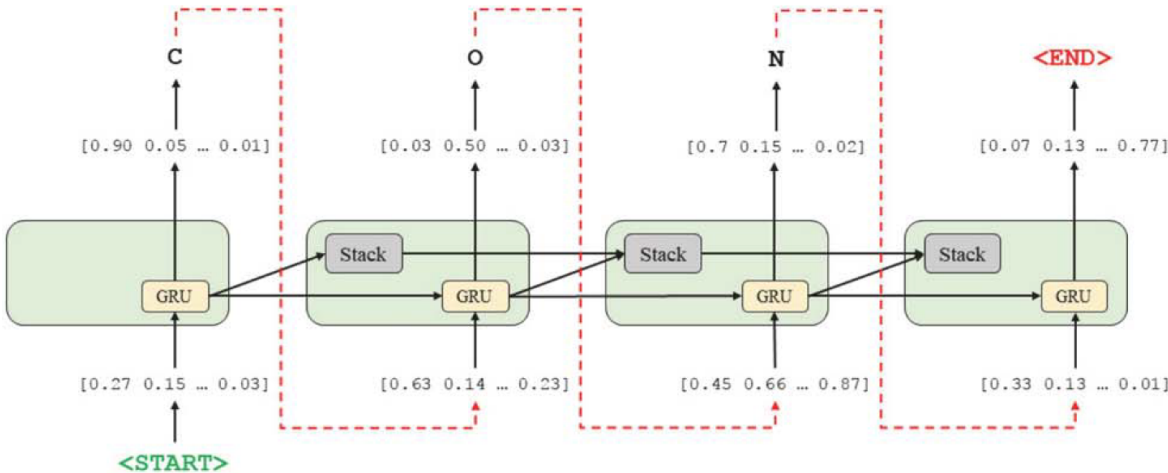 C O N <END>
[0.90 0.05 … 0.01] [0.03 0.50 … 0.03] [0.7 0.15 … 0.02] [0.07 0.13 … 0.77]
Stack Stack Stack
GRU GRU GRU GRU
[0.27 0.15 … 0.03] [0.63 0.14 … 0.23] [0.45 0.66 … 0.87] [0.33 0.13 … 0.01]
<START>